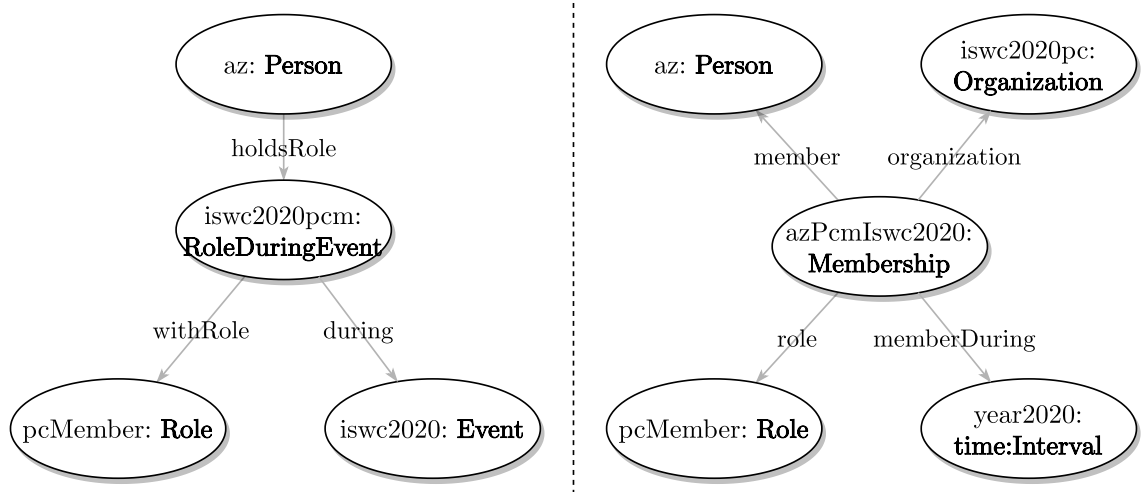 az: Person
holdsRole
iswc2020pcm:
RoleDuringEvent
withRole
during
pcMember: Role
iswc2020: Event
az: Person
iswc2020pc:
Organization
member
organization
azPcmIswc2020:
Membership
role
memberDuring
pcMember: Role
year2020:
time:Interval